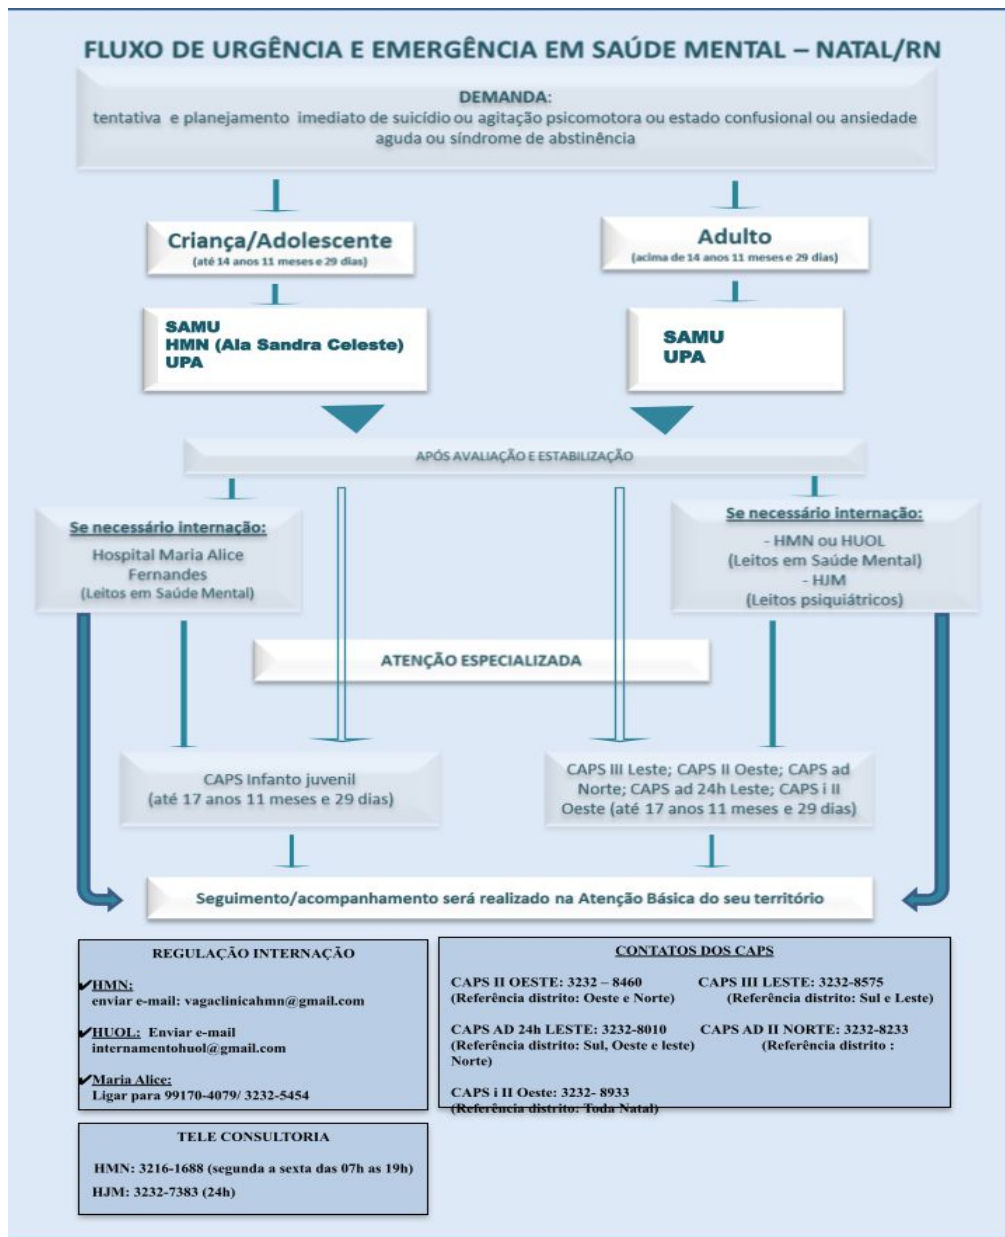 FLUXO DE URGÊNCIA E EMERGÊNCIA EM SAÚDE MENTAL – NATAL/RN
DEMANDA:
tentativa e planejamento imediato de suicídio ou agitação psicomotora ou estado confusional ou ansiedade
aguda ou síndrome de abstinência
Criança/Adolescente
(até 14 anos 11 meses e 29 dias)
Adulto
(acima de 14 anos 11 meses e 29 dias)
SAMU
HMN (Ala Sandra Celeste)
UPA
SAMU
UPA
APÓS AVALIAÇÃO E ESTABILIZAÇÃO
Se necessário internação:
Hospital Maria Alice
Fernandes
(Leitos em Saúde Mental)
Se necessário internação:
- HMN ou HUOL
(Leitos em Saúde Mental)
- HJM
(Leitos psiquiátricos)
ATENÇÃO ESPECIALIZADA
CAPS Infanto juvenil
(até 17 anos 11 meses e 29 dias)
CAPS III Leste; CAPS II Oeste; CAPS ad
Norte; CAPS ad 24h Leste; CAPS i II
Oeste (até 17 anos 11 meses e 29 dias)
Seguimento/acompanhamento será realizado na Atenção Básica do seu território
REGULAÇÃO INTERNAÇÃO
✔HMN:
enviar e-mail: vagaclinicahmn@gmail.com
✔HUOL: Enviar e-mail
internamentohuol@gmail.com
✔Maria Alice:
Ligar para 99170-4079/ 3232-5454
CONTATOS DOS CAPS
CAPS II OESTE: 3232 – 8460 CAPS III LESTE: 3232-8575
(Referência distrito: Oeste e Norte) (Referência distrito: Sul e Leste)
CAPS AD 24h LESTE: 3232-8010 CAPS AD II NORTE: 3232-8233
(Referência distrito: Sul, Oeste e leste) (Referência distrito :
Norte)
CAPS i II Oeste: 3232- 8933
(Referência distrito: Toda Natal)
TELE CONSULTORIA
HMN: 3216-1688 (segunda a sexta das 07h as 19h)
HJM: 3232-7383 (24h)